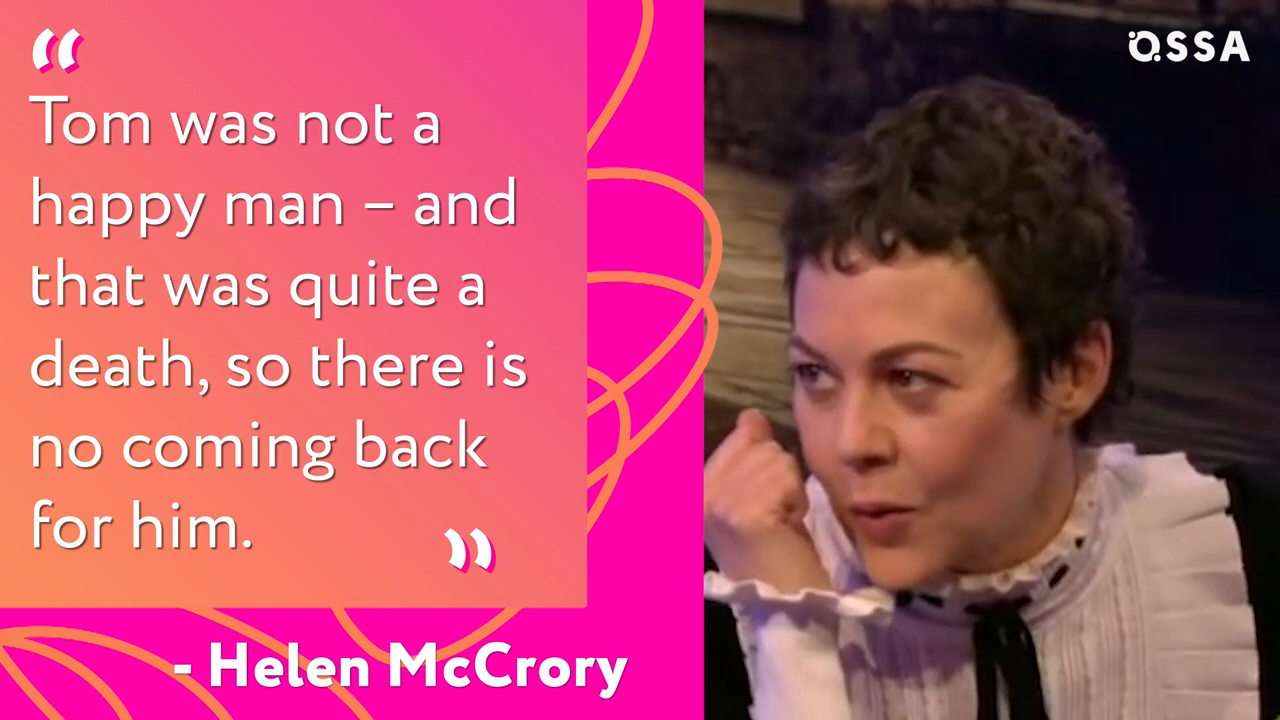 “
Tom was not a
happy man – and
that was quite a
death, so there is
no coming back
for him.
”
- Helen McCrory
OSSA